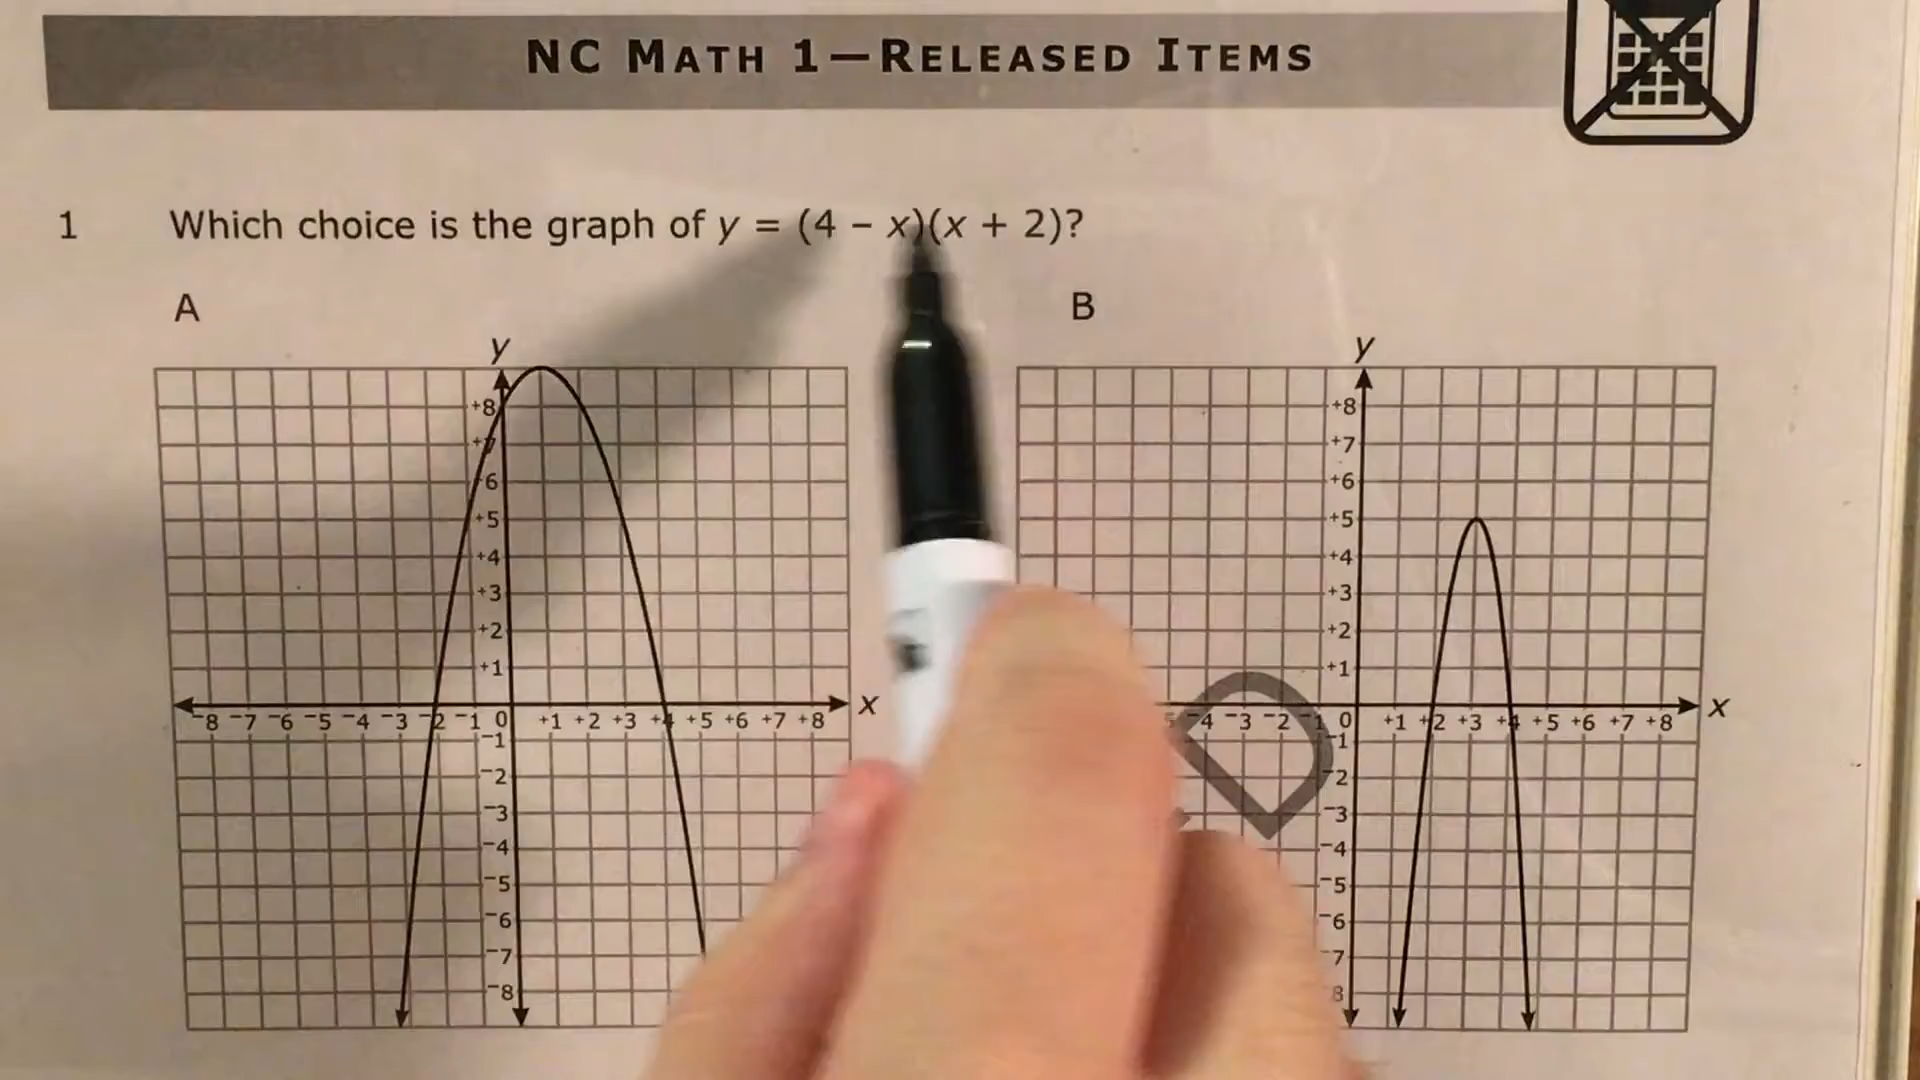 NC MATH 1—RELEASED ITEMS
1 Which choice is the graph of y = (4 – x)(x + 2)?
A B
y y
+8 +8
+7 +7
+6 +6
+5 +5
+4 +4
+3 +3
+2 +2
+1 +1
−8 −7 −6 −5 −4 −3 −2 −1 0 +1 +2 +3 +4 +5 +6 +7 +8 x −4 −3 −2 −1 0 +1 +2 +3 +4 +5 +6 +7 +8 x
−1 −1
−2 −2
−3 −3
−4 −4
−5 −5
−6 −6
−7 −7
−8 −8
D